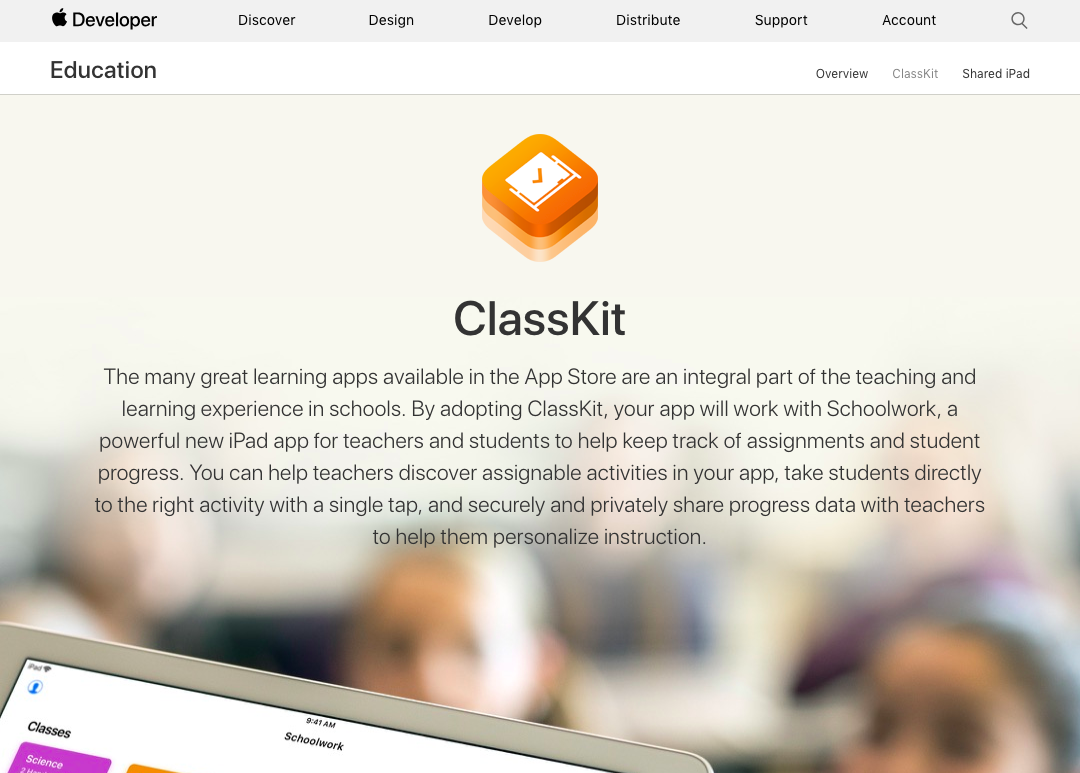 Developer
Discover
Design
Develop
Distribute
Support
Account
Education
Overview
ClassKit
Shared iPad
ClassKit
The many great learning apps available in the App Store are an integral part of the teaching and
learning experience in schools. By adopting ClassKit, your app will work with Schoolwork, a
powerful new iPad app for teachers and students to help keep track of assignments and student
progress. You can help teachers discover assignable activities in your app, take students directly
to the right activity with a single tap, and securely and privately share progress data with teachers
to help them personalize instruction.
iPad
9:41 AM
Schoolwork
Classes
Science